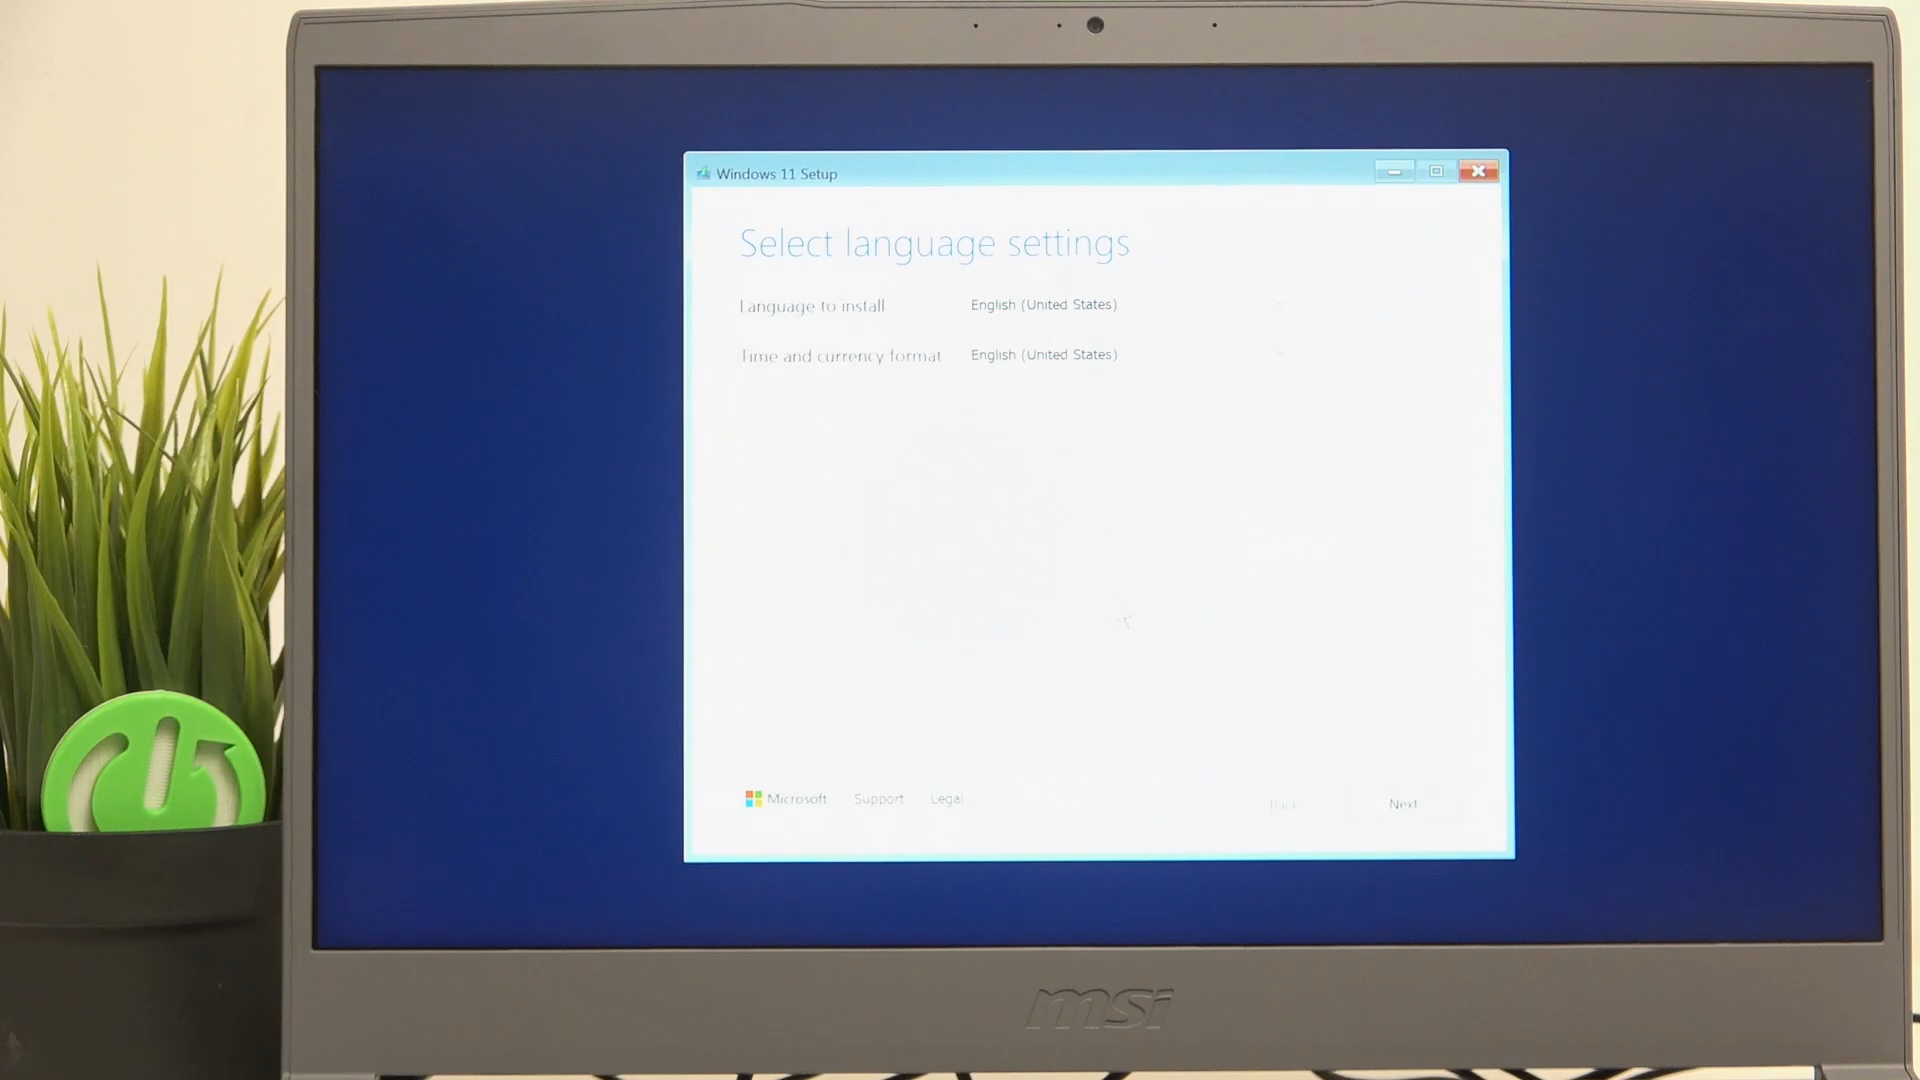 Windows 11 Setup
Select language settings
Language to install English (United States)
Time and currency format English (United States)
Microsoft Support Legal
Back Next
msi